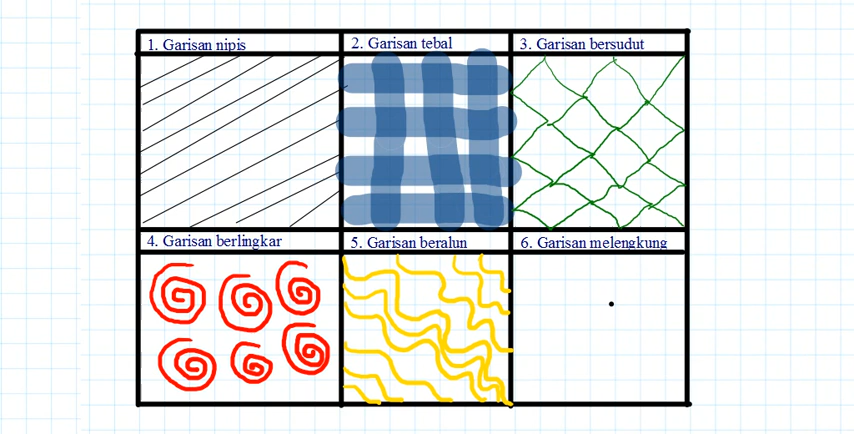 1. Garisan nipis
2. Garisan tebal
3. Garisan bersudut
4. Garisan berlingkar
5. Garisan beralun
6. Garisan melengkung